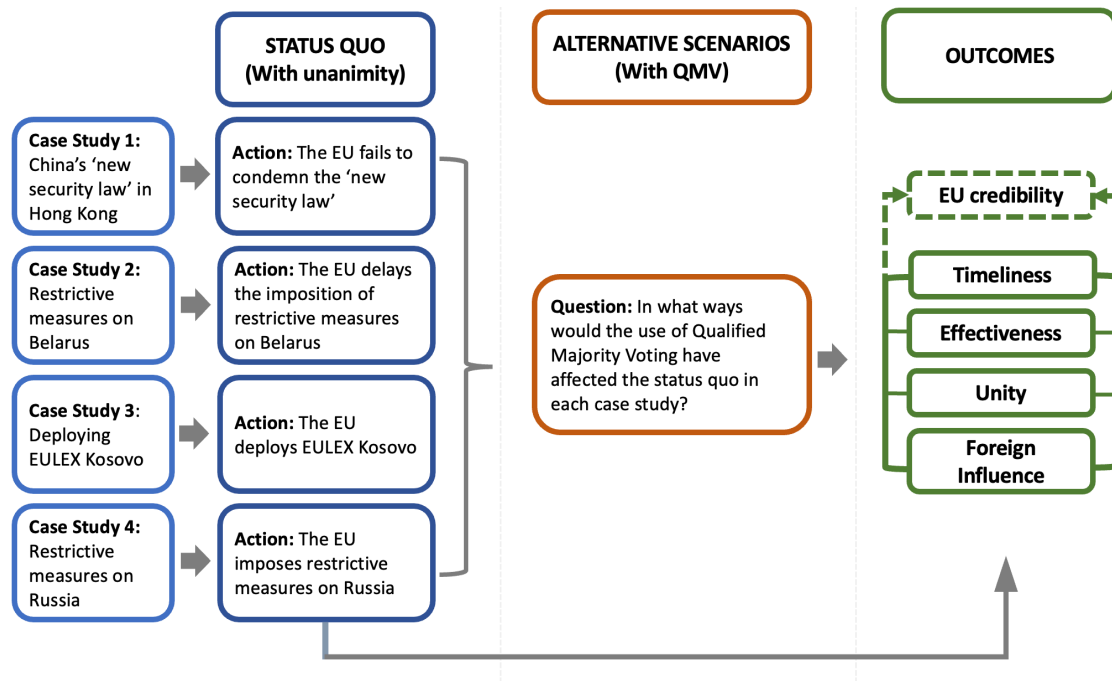 STATUS QUO
(With unanimity)
ALTERNATIVE SCENARIOS
(With QMV)
OUTCOMES
Case Study 1:
China's 'new
security law' in
Hong Kong
Action: The EU fails to
condemn the 'new
security law'
Case Study 2:
Restrictive
measures on
Belarus
Action: The EU delays
the imposition of
restrictive measures
on Belarus
Case Study 3:
Deploying
EULEX Kosovo
Action: The EU
deploys EULEX Kosovo
Case Study 4:
Restrictive
measures on
Russia
Action: The EU
imposes restrictive
measures on Russia
Question: In what ways
would the use of Qualified
Majority Voting have
affected the status quo in
each case study?
EU credibility
Timeliness
Effectiveness
Unity
Foreign
Influence